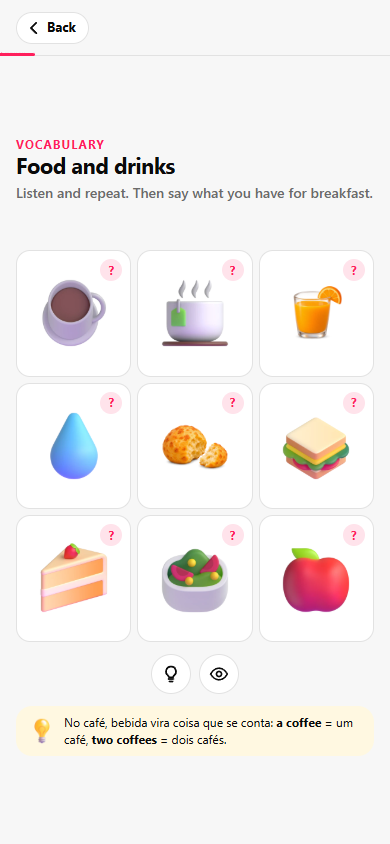 Back
VOCABULARY
Food and drinks
Listen and repeat. Then say what you have for breakfast.
? ? ?
? ? ?
? ? ?
No café, bebida vira coisa que se conta: a coffee = um
café, two coffees = dois cafés.